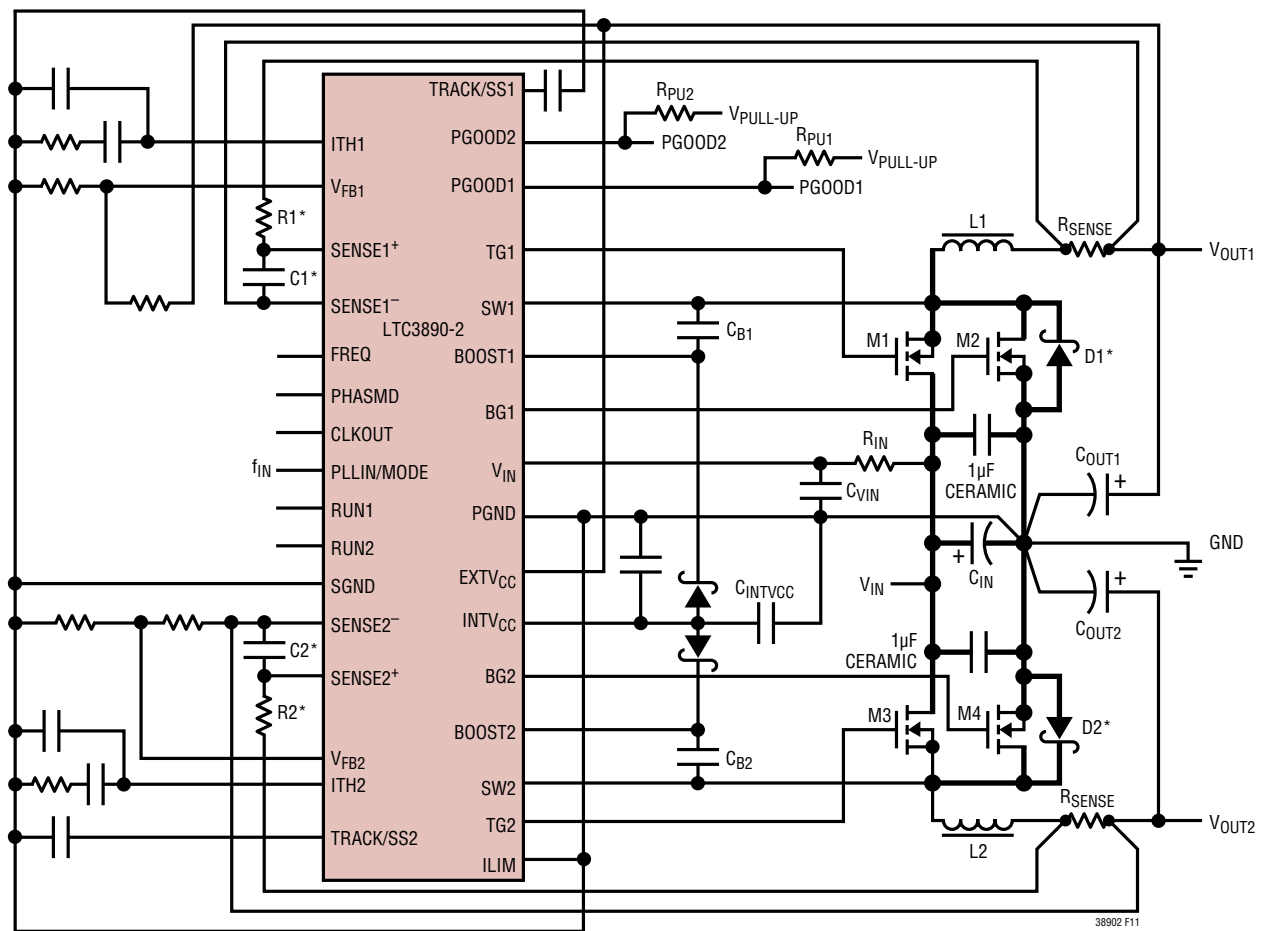 TRACK/SS1
RPU2
VPULL-UP
PGOOD2
PGOOD2
RPU1
VPULL-UP
PGOOD1
PGOOD1
ITH1
VFB1
R1*
SENSE1+
C1*
SENSE1–
LTC3890-2
TG1
L1
RSENSE
VOUT1
SW1
CB1
M1
M2
D1*
FREQ
BOOST1
PHASMD
BG1
CLKOUT
fIN
PLLIN/MODE
VIN
RIN
1µF
CERAMIC
COUT1
+
CVIN
RUN1
PGND
RUN2
GND
+
CIN
EXTVCC
VIN
+
COUT2
SGND
CINTVCC
INTVCC
SENSE2–
C2*
1µF
CERAMIC
SENSE2+
BG2
R2*
M3
M4
D2*
BOOST2
VFB2
CB2
ITH2
SW2
RSENSE
TG2
VOUT2
L2
TRACK/SS2
ILIM
38902 F11